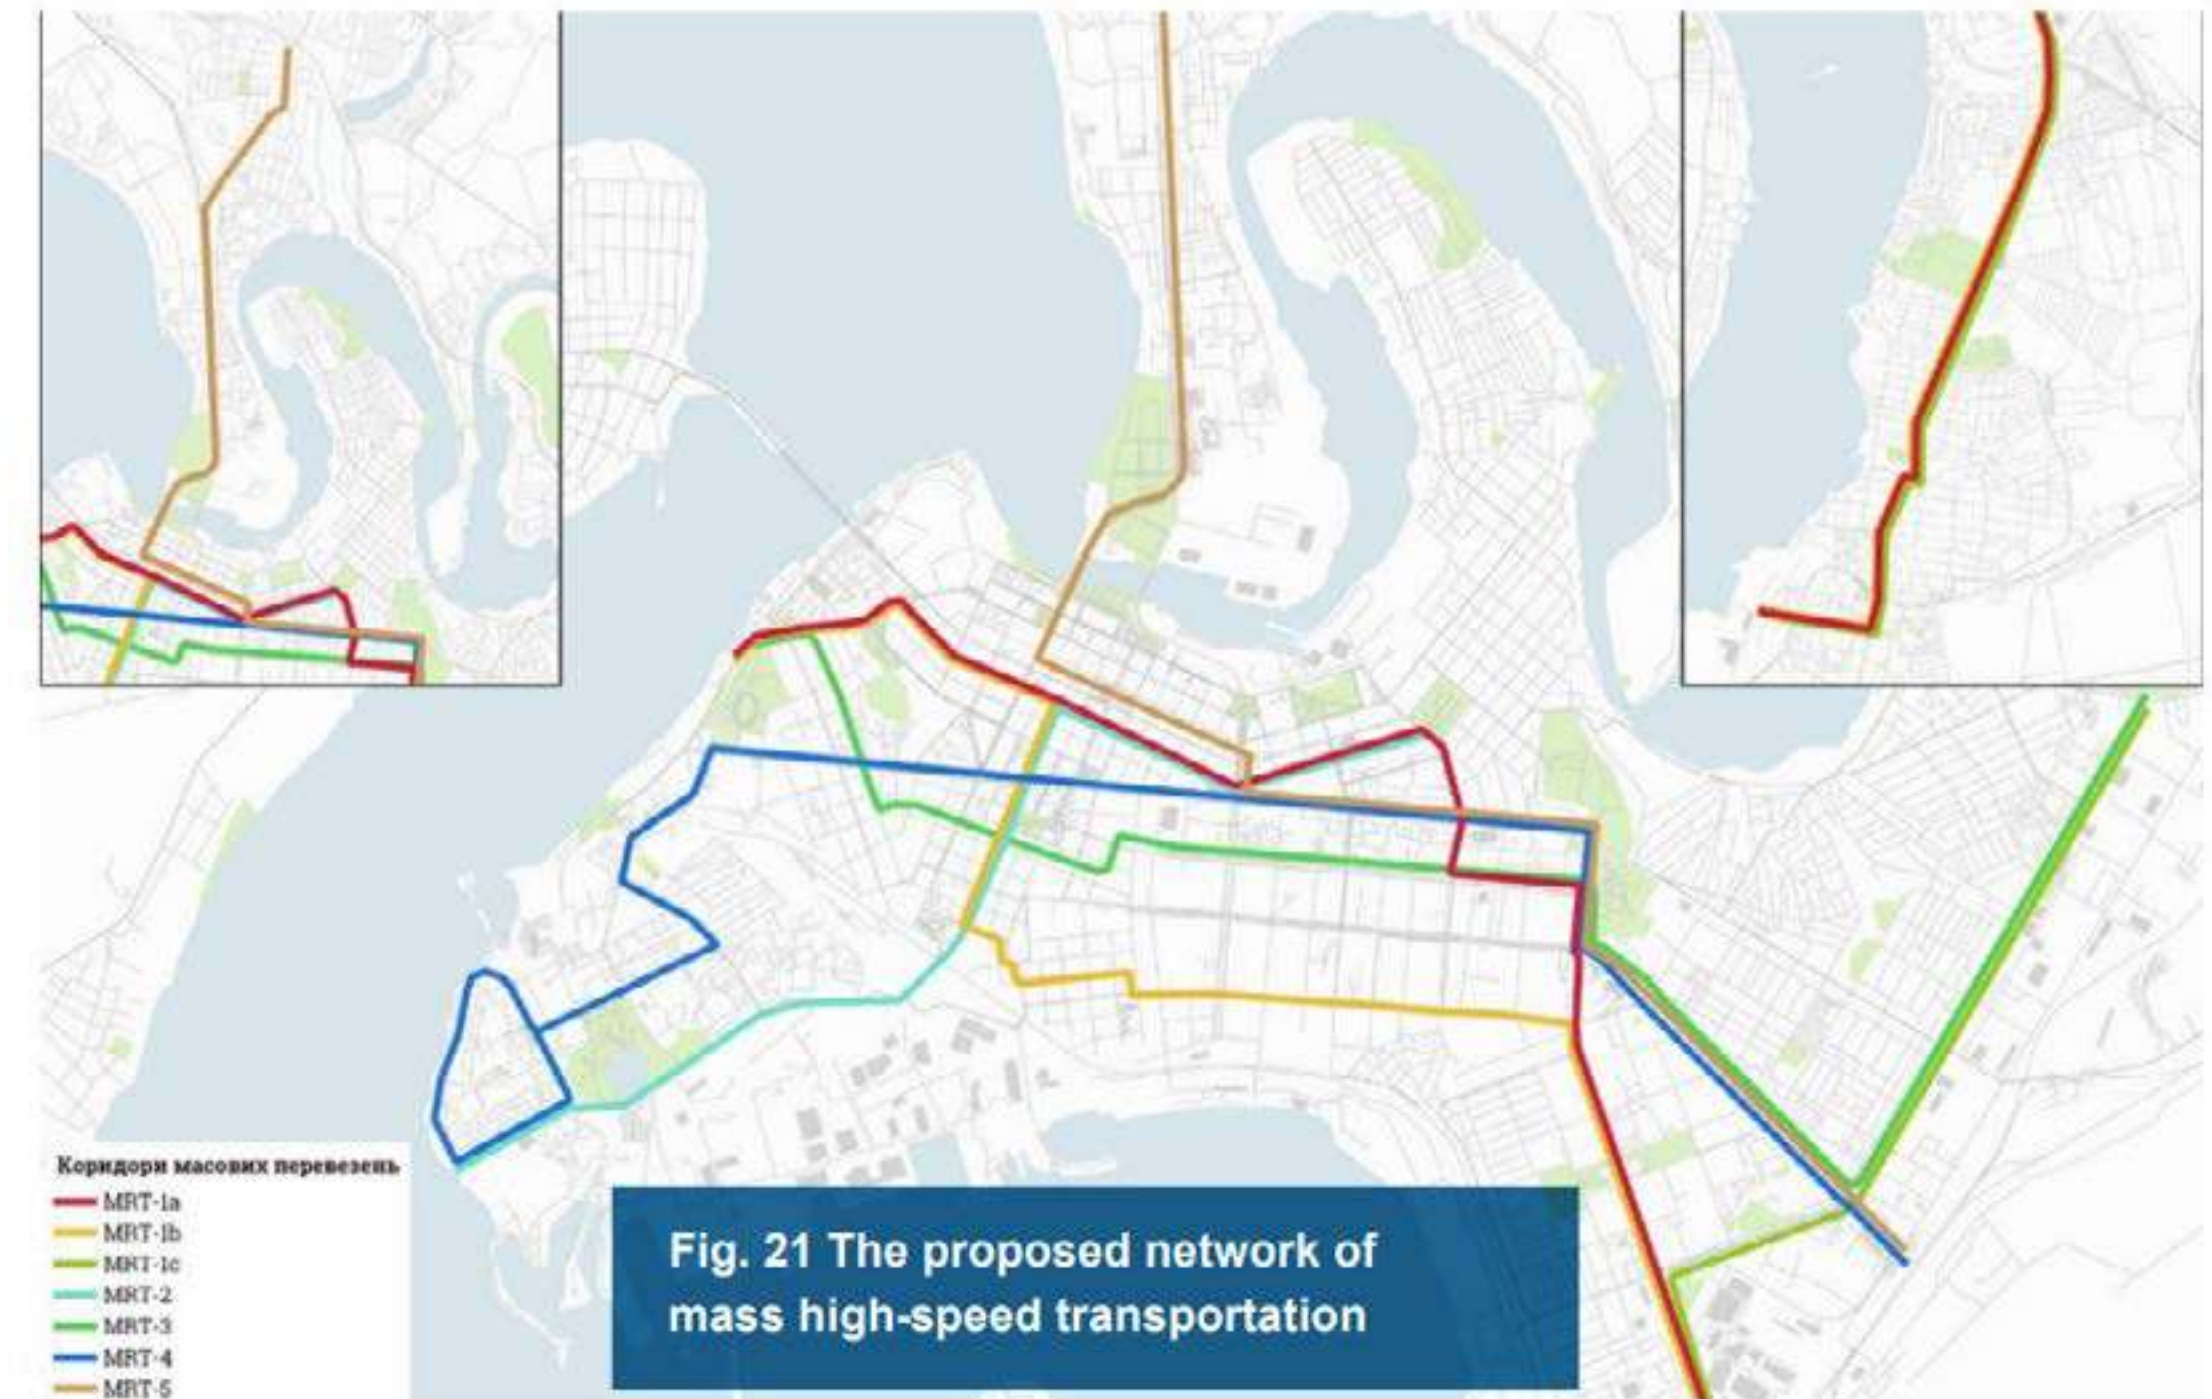 Коридори масових перевезень
MRT-1a
MRT-1b
MRT-1c
MRT-2
MRT-3
MRT-4
MRT-5
Fig. 21 The proposed network of
mass high-speed transportation